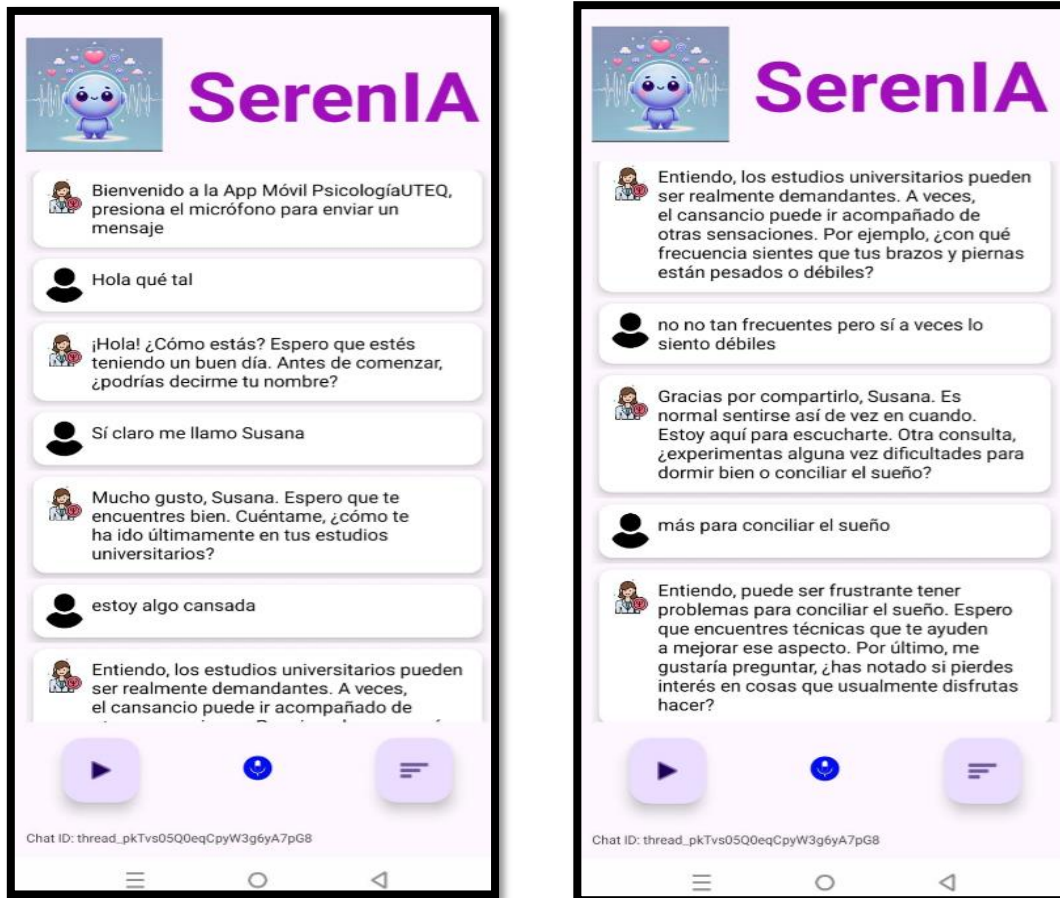 SerenIA
Bienvenido a la App Móvil PsicologíaUTEQ,
presiona el micrófono para enviar un
mensaje
Hola qué tal
¡Hola! ¿Cómo estás? Espero que estés
teniendo un buen día. Antes de comenzar,
¿podrías decirme tu nombre?
Sí claro me llamo Susana
Mucho gusto, Susana. Espero que te
encuentres bien. Cuéntame, ¿cómo te
ha ido últimamente en tus estudios
universitarios?
estoy algo cansada
Entiendo, los estudios universitarios pueden
ser realmente demandantes. A veces,
el cansancio puede ir acompañado de
Chat ID: thread_pkTvs05Q0eqCpyW3g6yA7pG8
SerenIA
Entiendo, los estudios universitarios pueden
ser realmente demandantes. A veces,
el cansancio puede ir acompañado de
otras sensaciones. Por ejemplo, ¿con qué
frecuencia sientes que tus brazos y piernas
están pesados o débiles?
no no tan frecuentes pero sí a veces lo
siento débiles
Gracias por compartirlo, Susana. Es
normal sentirse así de vez en cuando.
Estoy aquí para escucharte. Otra consulta,
¿experimentas alguna vez dificultades para
dormir bien o conciliar el sueño?
más para conciliar el sueño
Entiendo, puede ser frustrante tener
problemas para conciliar el sueño. Espero
que encuentres técnicas que te ayuden
a mejorar ese aspecto. Por último, me
gustaría preguntar, ¿has notado si pierdes
interés en cosas que usualmente disfrutas
hacer?
Chat ID: thread_pkTvs05Q0eqCpyW3g6yA7pG8